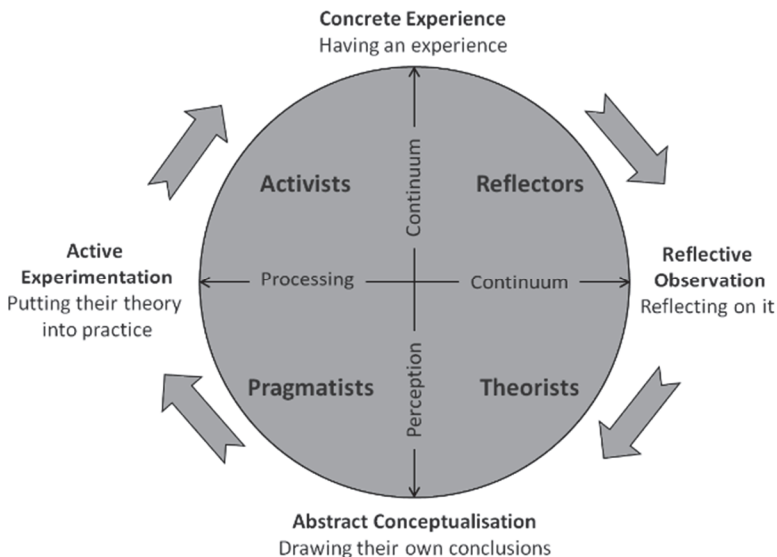 Concrete Experience
Having an experience
Continuum
Activists
Reflectors
Active
Experimentation
Putting their theory
into practice
Processing
Continuum
Reflective
Observation
Reflecting on it
Perception
Pragmatists
Theorists
Abstract Conceptualisation
Drawing their own conclusions